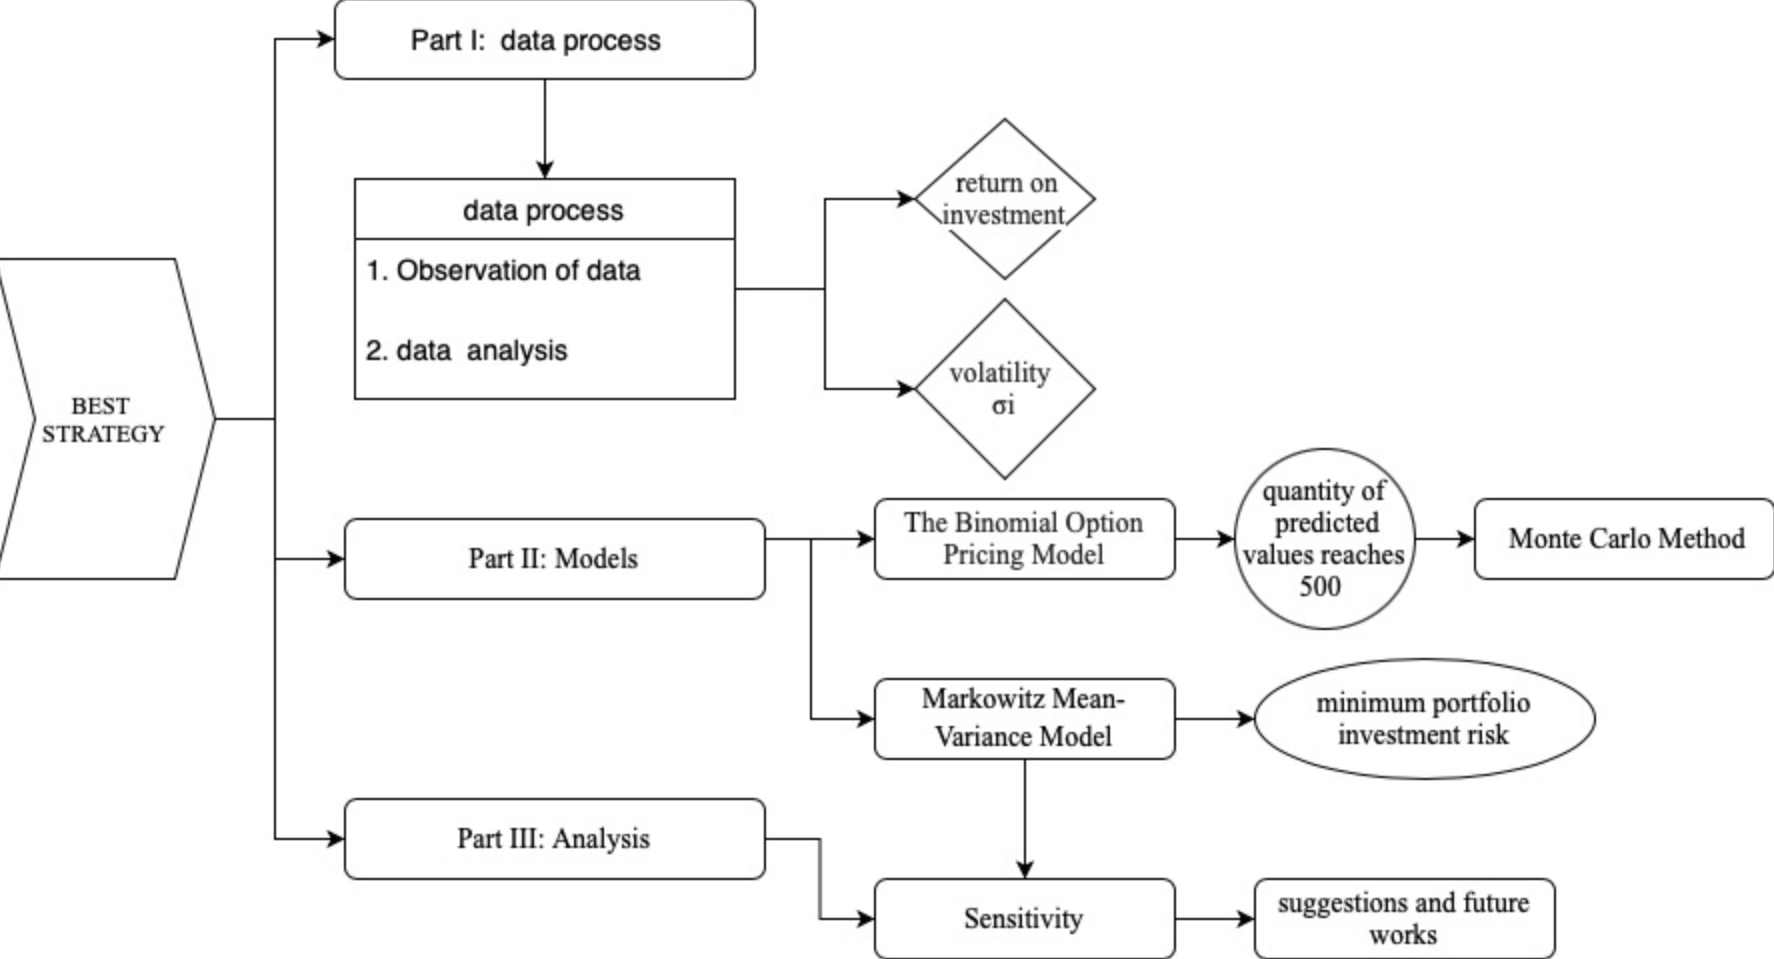 Part I:  data process
data process
1. Observation of data
2. data  analysis
return on
investment
volatility
σi
BEST
STRATEGY
Part II: Models
The Binomial Option
Pricing Model
quantity of
predicted
values reaches
500
Monte Carlo Method
Markowitz Mean-
Variance Model
minimum portfolio
investment risk
Part III: Analysis
Sensitivity
suggestions and future
works